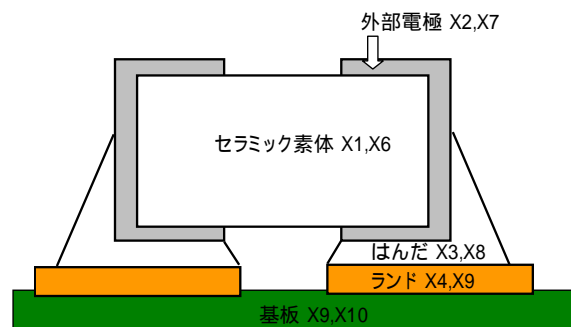 外部電極 X2,X7
セラミック素体 X1,X6
はんだ X3,X8
ランド X4,X9
基板 X9,X10